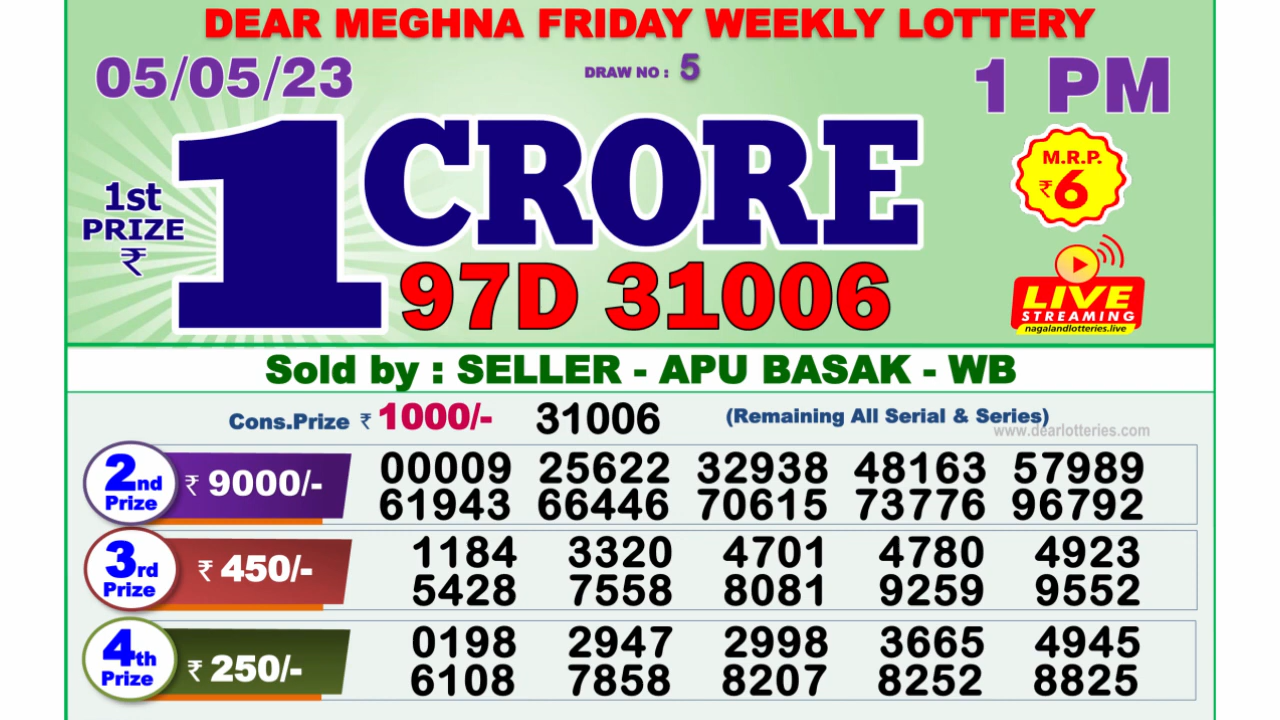 DEAR MEGHNA FRIDAY WEEKLY LOTTERY
05/05/23
DRAW NO : 5
1 PM
1st
PRIZE
₹
1 CRORE
97D 31006
M.R.P.
₹6
LIVE
STREAMING
nagalandlotteries.live
Sold by : SELLER - APU BASAK - WB
Cons.Prize ₹ 1000/- 31006 (Remaining All Serial & Series)
www.dearlotteries.com
2nd Prize ₹ 9000/-
00009 25622 32938 48163 57989
61943 66446 70615 73776 96792
3rd Prize ₹ 450/-
1184 3320 4701 4780 4923
5428 7558 8081 9259 9552
4th Prize ₹ 250/-
0198 2947 2998 3665 4945
6108 7858 8207 8252 8825